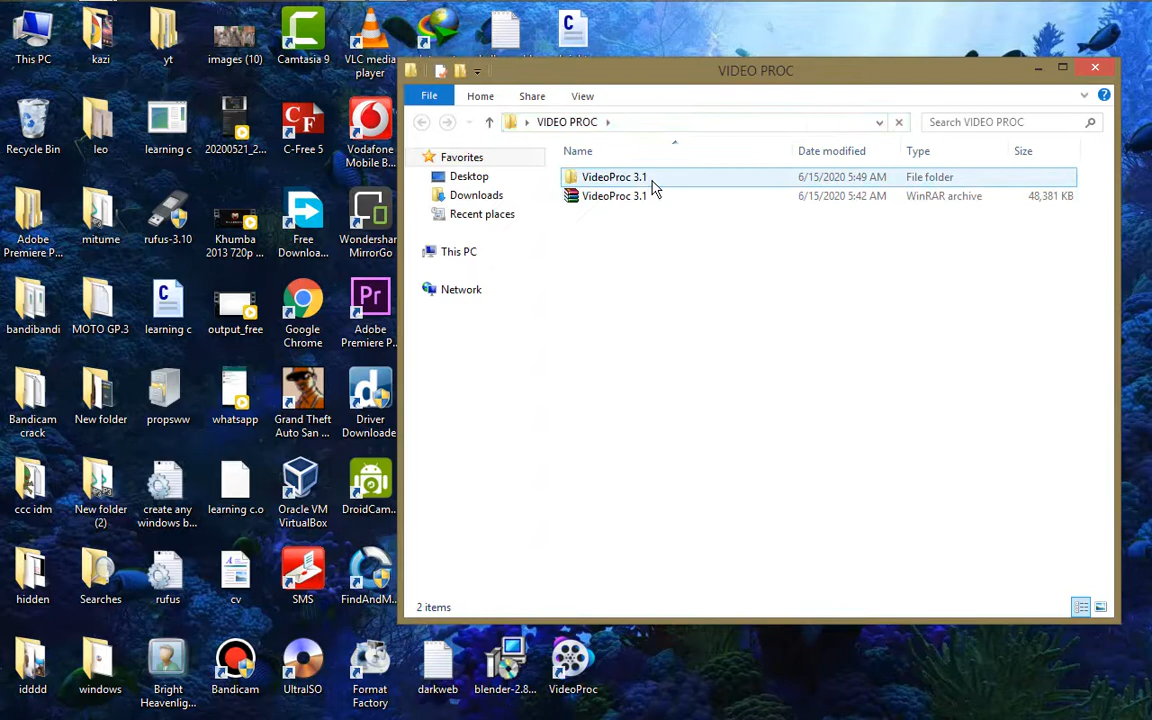 This PC
kazi
yt
images (10)
Camtasia 9
VLC media
player
Recycle Bin
leo
learning c
20200521_2...
C-Free 5
Vodafone
Mobile B...
Adobe
Premiere P...
mitume
rufus-3.10
Khumba
2013 720p ...
Free
Downloa...
Wondershar
MirrorGo
bandibandi
MOTO GP.3
learning c
output_free
Google
Chrome
Adobe
Premiere P...
Bandicam
crack
New folder
propsww
whatsapp
Grand Theft
Auto San ...
Driver
Downloade
ccc idm
New folder
(2)
create any
windows b...
learning c.o
Oracle VM
VirtualBox
DroidCam...
hidden
Searches
rufus
cv
SMS
FindAndM...
idddd
windows
Bright
Heavenlig...
Bandicam
UltraISO
Format
Factory
darkweb
blender-2.8...
VideoProc
VIDEO PROC
File
Home
Share
View
VIDEO PROC
Search VIDEO PROC
Favorites
Desktop
Downloads
Recent places
This PC
Network
Name
Date modified
Type
Size
VideoProc 3.1
6/15/2020 5:49 AM
File folder
VideoProc 3.1
6/15/2020 5:42 AM
WinRAR archive
48,381 KB
2 items